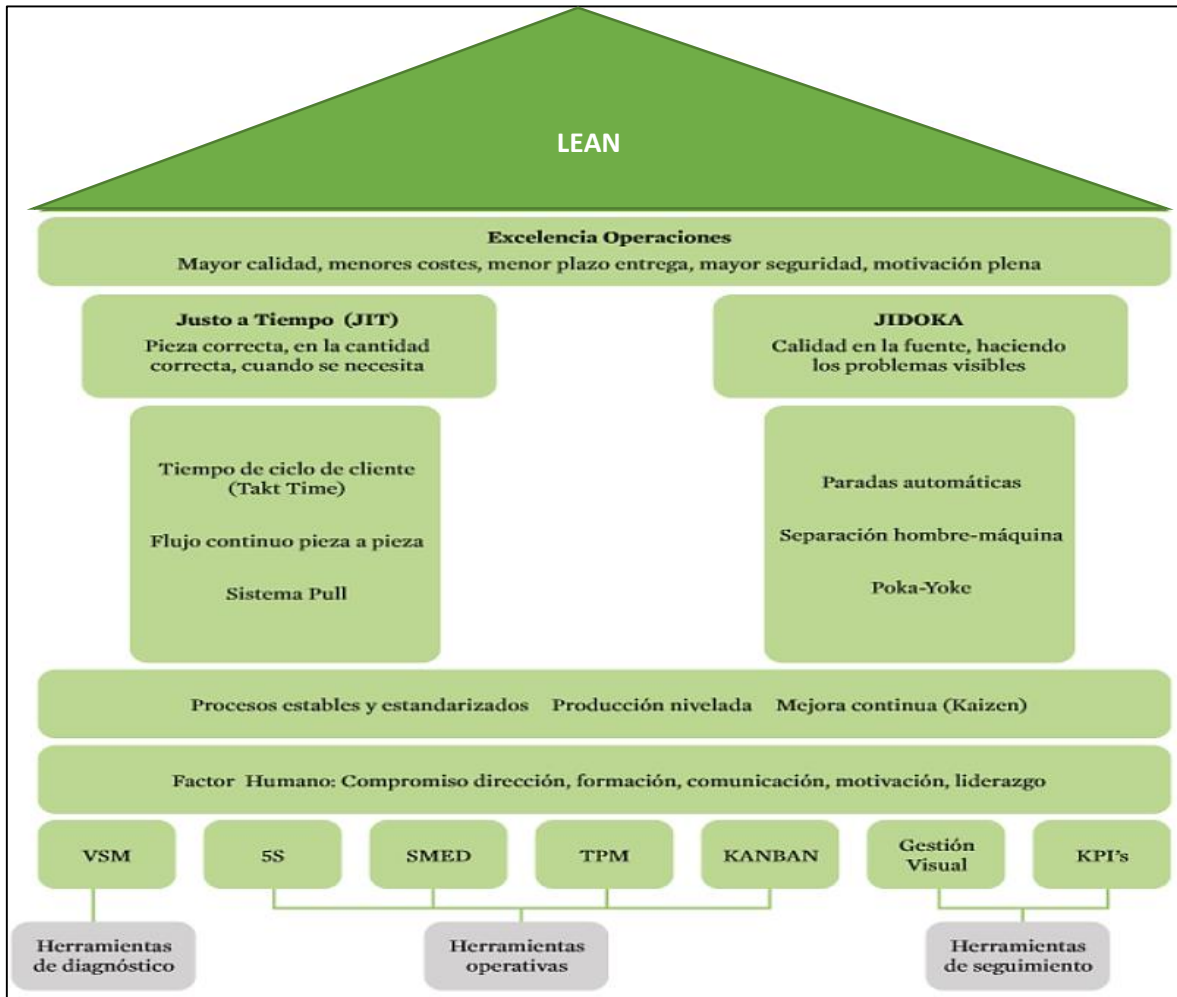 LEAN
Excelencia Operaciones
Mayor calidad, menores costes, menor plazo entrega, mayor seguridad, motivación plena
Justo a Tiempo (JIT)
Pieza correcta, en la cantidad
correcta, cuando se necesita
JIDOKA
Calidad en la fuente, haciendo
los problemas visibles
Tiempo de ciclo de cliente
(Takt Time)
Flujo continuo pieza a pieza
Sistema Pull
Paradas automáticas
Separación hombre-máquina
Poka-Yoke
Procesos estables y estandarizados Producción nivelada Mejora continua (Kaizen)
Factor Humano: Compromiso dirección, formación, comunicación, motivación, liderazgo
VSM
5S
SMED
TPM
KANBAN
Gestión
Visual
KPI's
Herramientas
de diagnóstico
Herramientas
operativas
Herramientas
de seguimiento